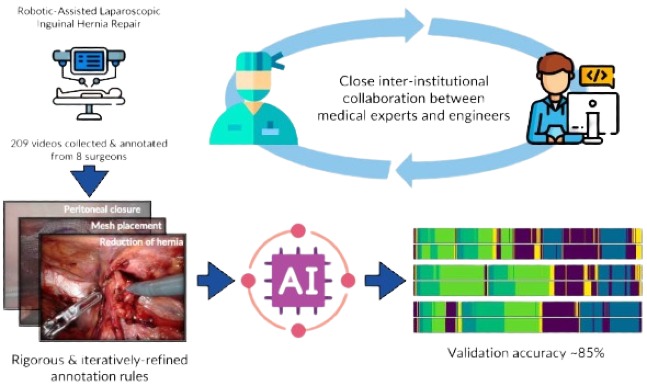 Robotic-Assisted Laparoscopic
Inguinal Hernia Repair
209 videos collected & annotated
from 8 surgeons
Close inter-institutional
collaboration between
medical experts and engineers
</>
Peritoneal closure
Mesh placement
Reduction of hernia
Rigorous & iteratively-refined
annotation rules
AI
Validation accuracy ~85%